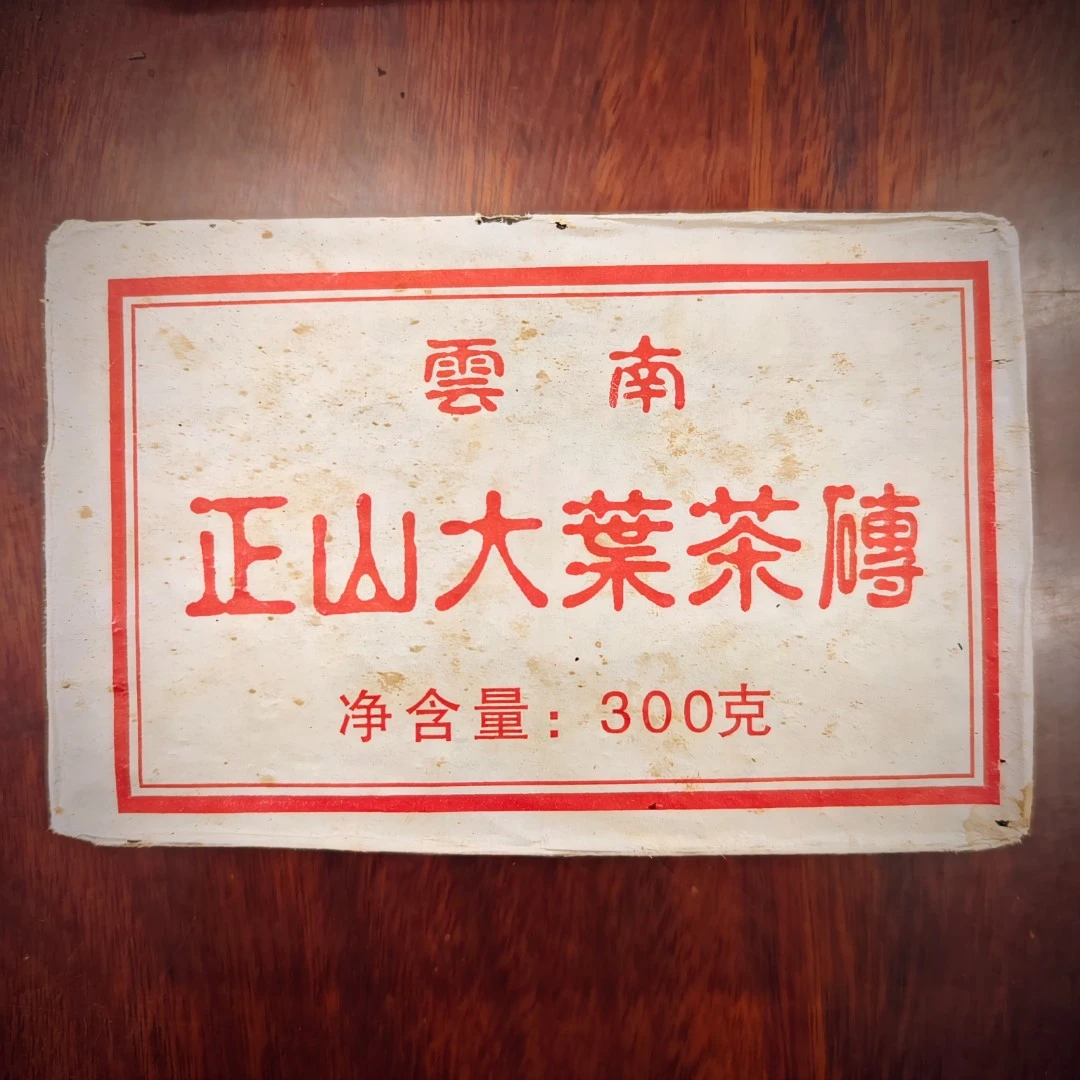 雲 南
正山大葉茶磚
净含量：300克